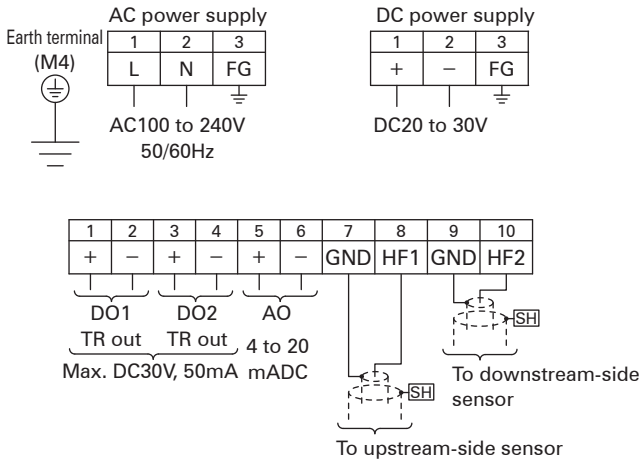 AC power supply
DC power supply
Earth terminal
(M4)
1 2 3
L N FG
1 2 3
+ − FG
AC100 to 240V
50/60Hz
DC20 to 30V
1 2 3 4 5 6 7 8 9 10
+ − + − + − GND HF1 GND HF2
DO1 DO2 AO
TR out TR out
Max. DC30V, 50mA
4 to 20
mADC
SH
To downstream-side
sensor
SH
To upstream-side sensor